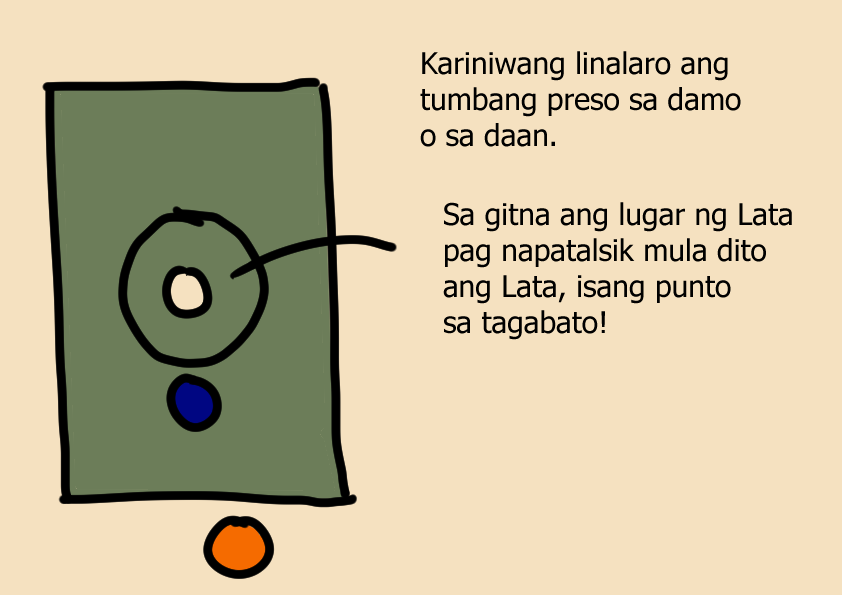 Kariniwang linalaro ang
tumbang preso sa damo
o sa daan.
Sa gitna ang lugar ng Lata
pag napatalsik mula dito
ang Lata, isang punto
sa tagabato!